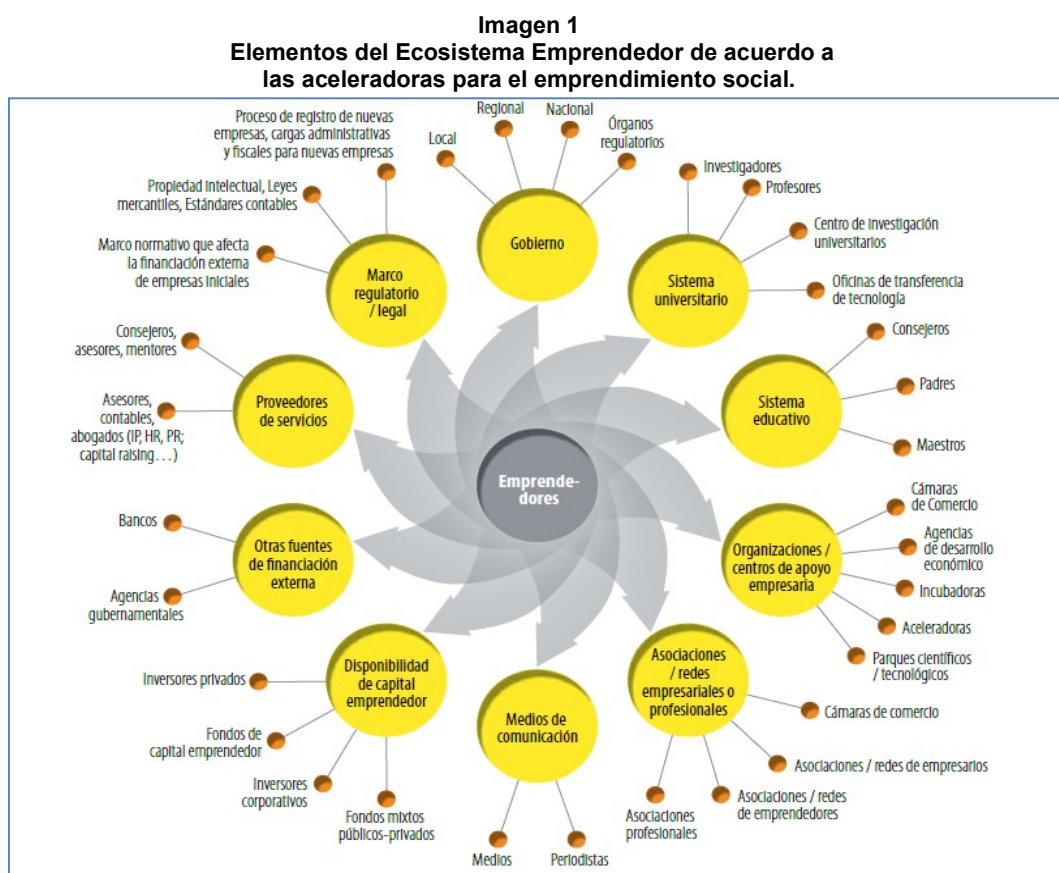 Imagen 1
Elementos del Ecosistema Emprendedor de acuerdo a
las aceleradoras para el emprendimiento social.
Gobierno
Local
Regional
Nacional
Órganos
regulatorios
Sistema
universitario
Investigadores
Profesores
Centro de investigación
universitarios
Oficinas de transferencia
de tecnología
Sistema
educativo
Consejeros
Padres
Maestros
Organizaciones /
centros de apoyo
empresaria
Cámaras
de Comercio
Agencias
de desarrollo
económico
Incubadoras
Aceleradoras
Parques científicos
/ tecnológicos
Asociaciones
/ redes
empresariales o
profesionales
Cámaras de comercio
Asociaciones / redes de empresarios
Asociaciones / redes
de emprendedores
Asociaciones
profesionales
Medios de
comunicación
Periodistas
Medios
Disponibilidad
de capital
emprendedor
Fondos mixtos
públicos-privados
Inversores
corporativos
Fondos de
capital emprendedor
Inversores privados
Otras fuentes
de financiación
externa
Agencias
gubernamentales
Bancos
Proveedores
de servicios
Asesores,
contables,
abogados (IP, HR, PR;
capital raising...)
Consejeros,
asesores, mentores
Marco
regulatorio
/ legal
Marco normativo que afecta
la financiación externa
de empresas iniciales
Propiedad intelectual, Leyes
mercantiles, Estándares contables
Proceso de registro de nuevas
empresas, cargas administrativas
y fiscales para nuevas empresas
Emprende-
dores